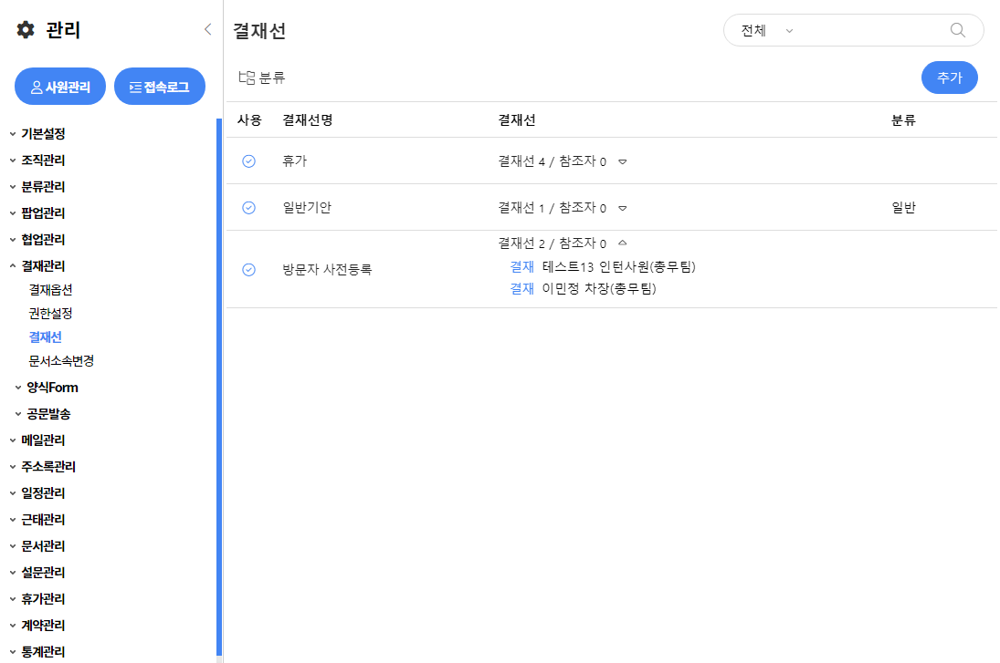 관리
사원관리
접속로그
기본설정
조직관리
분류관리
팝업관리
협업관리
결재관리
결재옵션
권한설정
결재선
문서소속변경
양식Form
공문발송
메일관리
주소록관리
일정관리
근태관리
문서관리
설문관리
휴가관리
계약관리
통계관리
결재선
전체
분류
추가
사용 결재선명 결재선 분류
휴가 결재선 4 / 참조자 0
일반기안 결재선 1 / 참조자 0 일반
방문자 사전등록 결재선 2 / 참조자 0
결재 테스트13 인턴사원(총무팀)
결재 이민정 차장(총무팀)